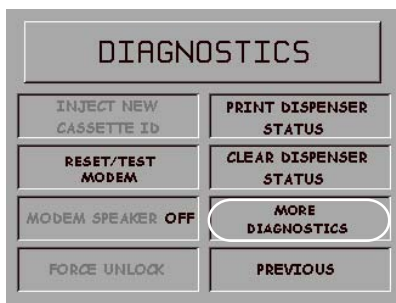 DIAGNOSTICS
INJECT NEW
CASSETTE ID
PRINT DISPENSER
STATUS
RESET/TEST
MODEM
CLEAR DISPENSER
STATUS
MODEM SPEAKER OFF
MORE
DIAGNOSTICS
FORCE UNLOCK
PREVIOUS